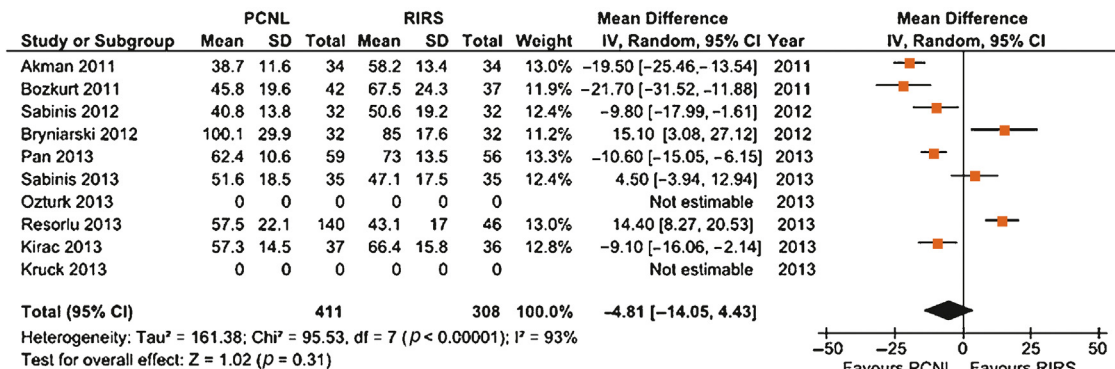 PCNL RIRS Mean Difference Mean Difference
Study or Subgroup Mean SD Total Mean SD Total Weight IV, Random, 95% CI Year IV, Random, 95% CI
Akman 2011 38.7 11.6 34 58.2 13.4 34 13.0% −19.50 [−25.46, −13.54] 2011
Bozkurt 2011 45.8 19.6 42 67.5 24.3 37 11.9% −21.70 [−31.52, −11.88] 2011
Sabinis 2012 40.8 13.8 32 50.6 19.2 32 12.4% −9.80 [−17.99, −1.61] 2012
Bryniarski 2012 100.1 29.9 32 85 17.6 32 11.2% 15.10 [3.08, 27.12] 2012
Pan 2013 62.4 10.6 59 73 13.5 56 13.3% −10.60 [−15.05, −6.15] 2013
Sabinis 2013 51.6 18.5 35 47.1 17.5 35 12.4% 4.50 [−3.94, 12.94] 2013
Ozturk 2013 0 0 0 0 0 0 Not estimable 2013
Resorlu 2013 57.5 22.1 140 43.1 17 46 13.0% 14.40 [8.27, 20.53] 2013
Kirac 2013 57.3 14.5 37 66.4 15.8 36 12.8% −9.10 [−16.06, −2.14] 2013
Kruck 2013 0 0 0 0 0 0 Not estimable 2013
Total (95% CI) 411 308 100.0% −4.81 [−14.05, 4.43]
Heterogeneity: Tau² = 161.38; Chi² = 95.53, df = 7 (p < 0.00001); I² = 93%
Test for overall effect: Z = 1.02 (p = 0.31)
−50 −25 0 25 50
Favours PCNL Favours RIRS